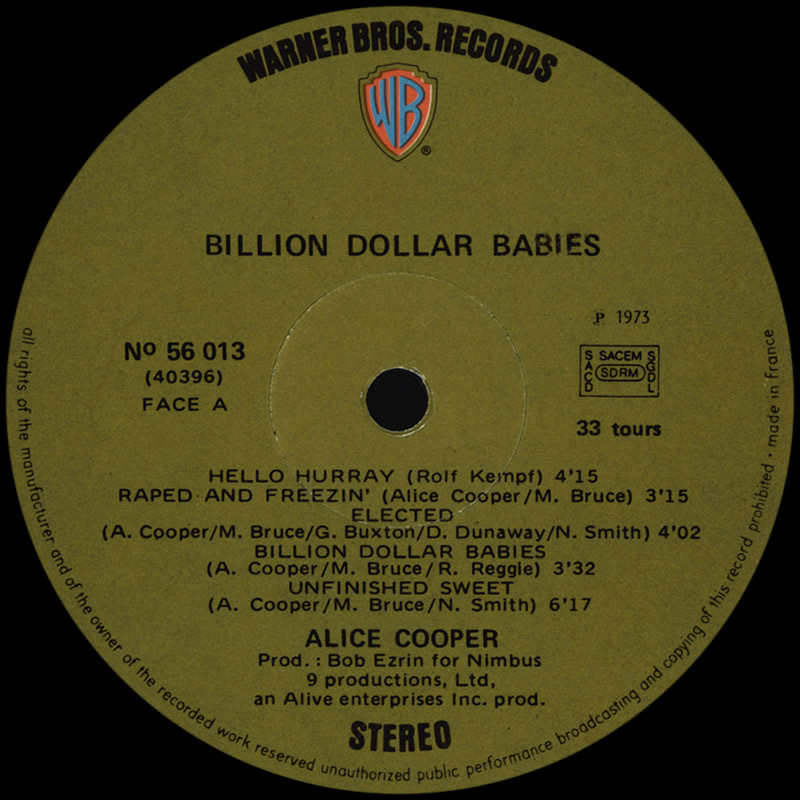 WARNER BROS. RECORDS
WB
®
BILLION DOLLAR BABIES
℗ 1973
Nº 56 013
(40396)
FACE A
SACD SACEM SDRM SGDL
33 tours
HELLO HURRAY (Rolf Kempf) 4'15
RAPED AND FREEZIN' (Alice Cooper/M. Bruce) 3'15
ELECTED
(A. Cooper/M. Bruce/G. Buxton/D. Dunaway/N. Smith) 4'02
BILLION DOLLAR BABIES
(A. Cooper/M. Bruce/R. Reggie) 3'32
UNFINISHED SWEET
(A. Cooper/M. Bruce/N. Smith) 6'17
ALICE COOPER
Prod. : Bob Ezrin for Nimbus
9 productions, Ltd,
an Alive enterprises Inc. prod.
STEREO
all rights of the manufacturer and of the owner of the recorded work reserved unauthorized public performance broadcasting and copying of this record prohibited · made in france